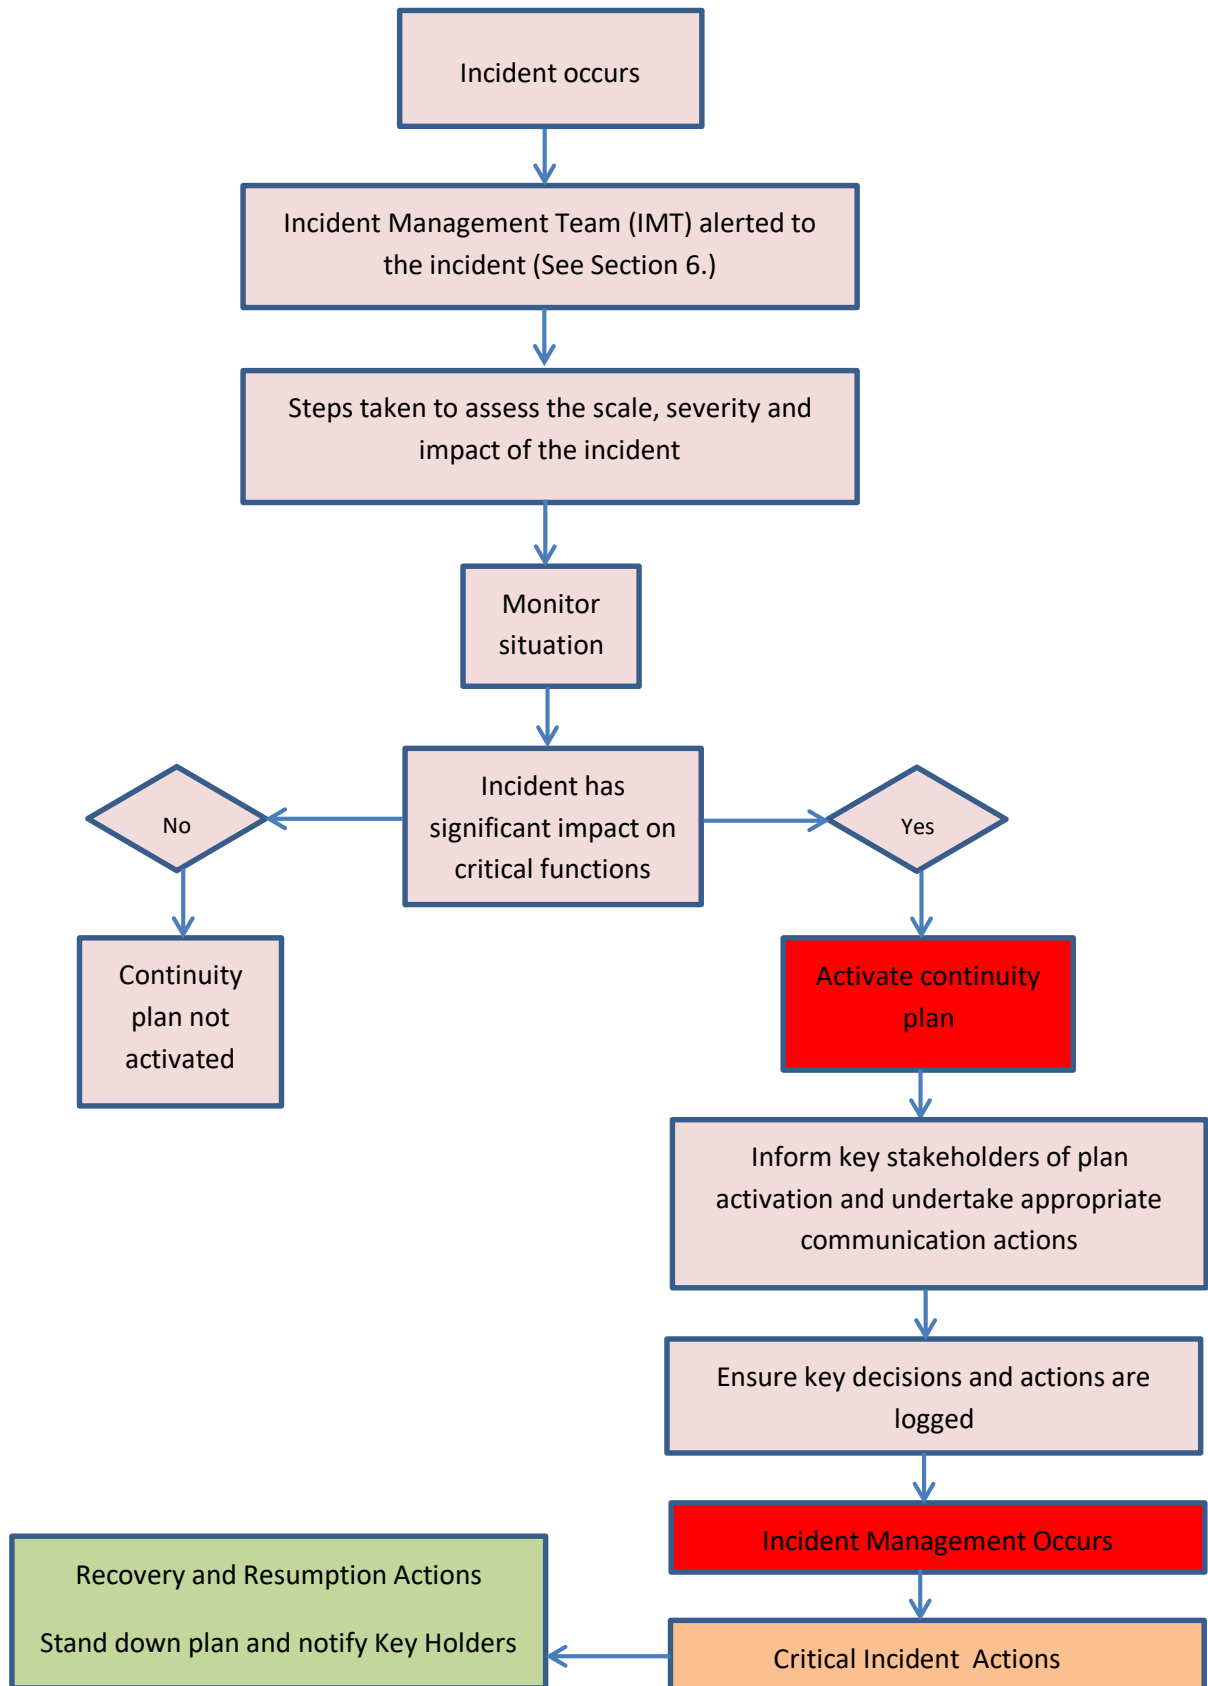 Incident occurs
Incident Management Team (IMT) alerted to
the incident (See Section 6.)
Steps taken to assess the scale, severity and
impact of the incident
Monitor
situation
Incident has
significant impact on
critical functions
No
Yes
Continuity
plan not
activated
Activate continuity
plan
Inform key stakeholders of plan
activation and undertake appropriate
communication actions
Ensure key decisions and actions are
logged
Incident Management Occurs
Critical Incident  Actions
Recovery and Resumption Actions
Stand down plan and notify Key Holders